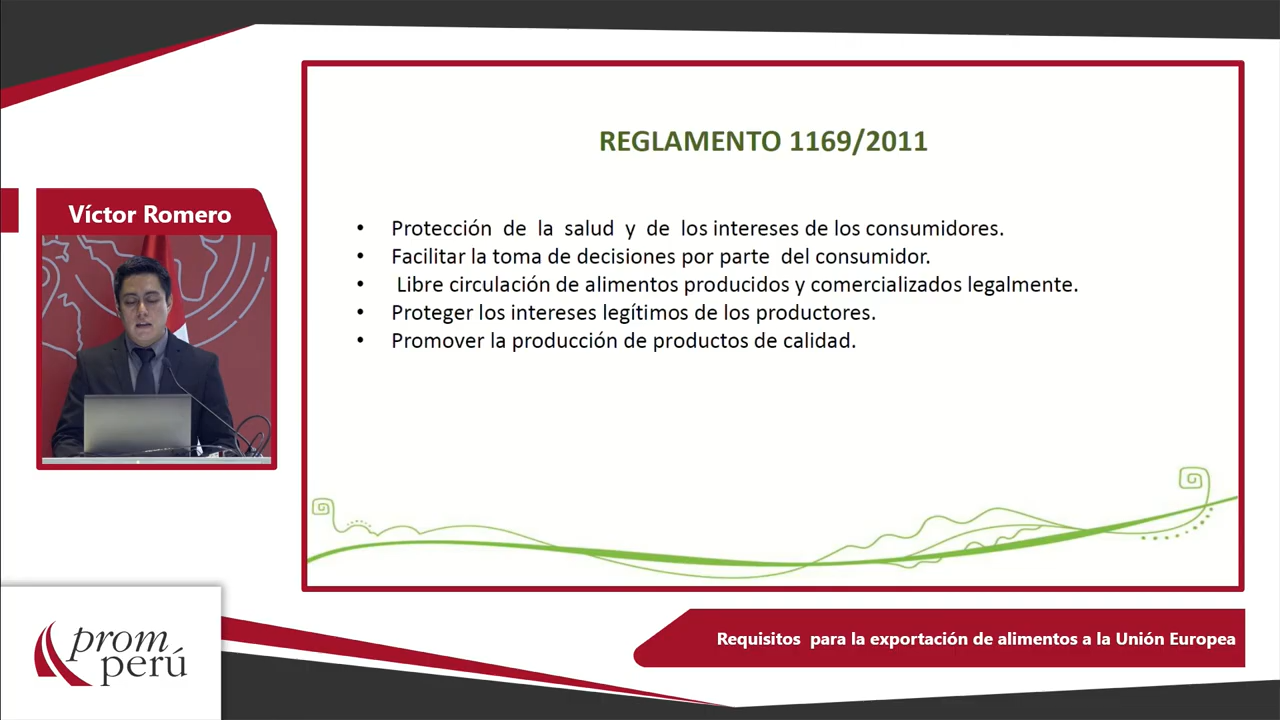 REGLAMENTO 1169/2011
Víctor Romero
• Protección de la salud y de los intereses de los consumidores.
• Facilitar la toma de decisiones por parte del consumidor.
• Libre circulación de alimentos producidos y comercializados legalmente.
• Proteger los intereses legítimos de los productores.
• Promover la producción de productos de calidad.
prom
perú
Requisitos para la exportación de alimentos a la Unión Europea